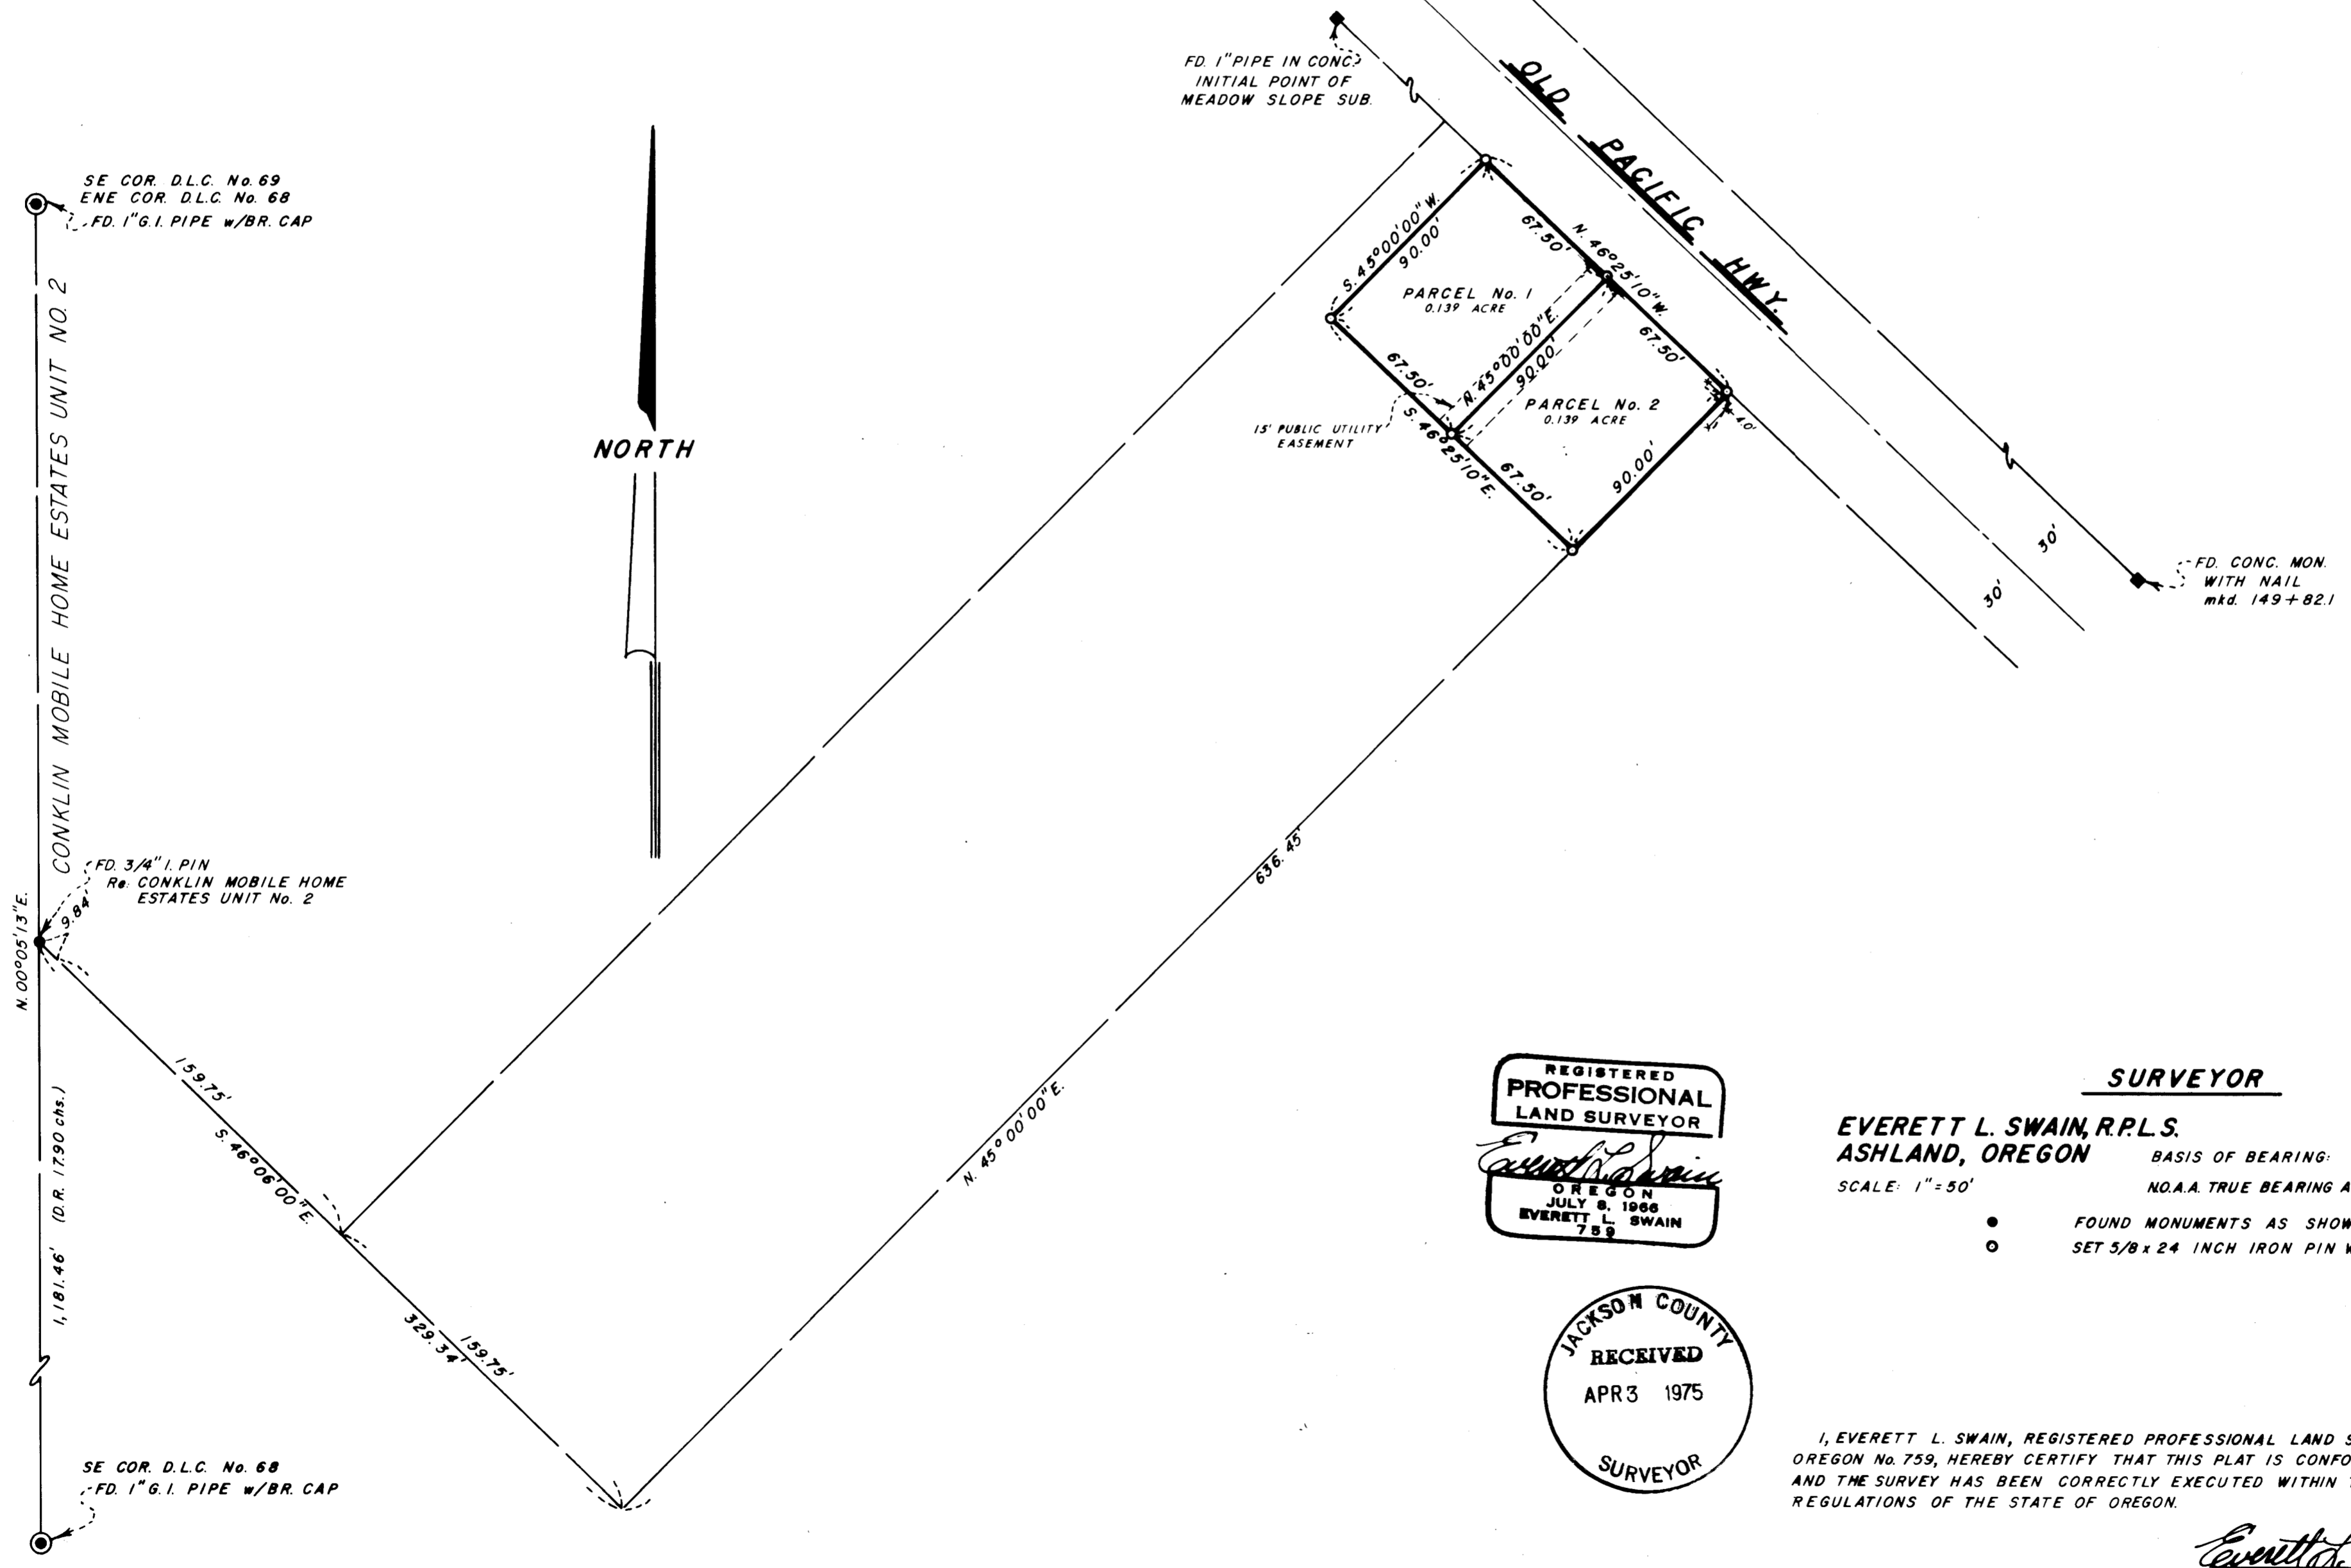 FD. 1" PIPE IN CONC.
INITIAL POINT OF
MEADOW SLOPE SUB.
OLD PACIFIC HWY.
SE COR. D.L.C. No. 69
ENE COR. D.L.C. No. 68
FD. 1" G.I. PIPE w/BR. CAP
CONKLIN MOBILE HOME ESTATES UNIT NO. 2
NORTH
S. 45°00'00" W.
90.00'
67.50'
N. 46°25'10" W.
67.50'
PARCEL No. 1
0.139 ACRE
N. 45°00'00" E.
90.00'
67.50'
PARCEL No. 2
0.139 ACRE
4.0'
15' PUBLIC UTILITY
EASEMENT
S. 46°25'10" E.
67.50'
90.00'
30'
30'
FD. CONC. MON.
WITH NAIL
mkd. 149+82.1
FD. 3/4" I. PIN
Re: CONKLIN MOBILE HOME
ESTATES UNIT No. 2
9.84'
N. 00°05'13" E.
636.45'
159.75'
S. 46°06'00" E.
N. 45°00'00" E.
1,181.46' (D.R. 17.90 chs.)
329.34'
159.75'
SE COR. D.L.C. No. 68
FD. 1" G.I. PIPE w/BR. CAP
REGISTERED
PROFESSIONAL
LAND SURVEYOR
Everett L. Swain
OREGON
JULY 8, 1966
EVERETT L. SWAIN
759
SURVEYOR
EVERETT L. SWAIN, R.P.L.S.
ASHLAND, OREGON
BASIS OF BEARING:
SCALE: 1" = 50'
N.O.A.A. TRUE BEARING A
FOUND MONUMENTS AS SHOW
SET 5/8 x 24 INCH IRON PIN W
JACKSON COUNTY
RECEIVED
APR 3 1975
SURVEYOR
I, EVERETT L. SWAIN, REGISTERED PROFESSIONAL LAND S
OREGON No. 759, HEREBY CERTIFY THAT THIS PLAT IS CONFO
AND THE SURVEY HAS BEEN CORRECTLY EXECUTED WITHIN
REGULATIONS OF THE STATE OF OREGON.
Everett L